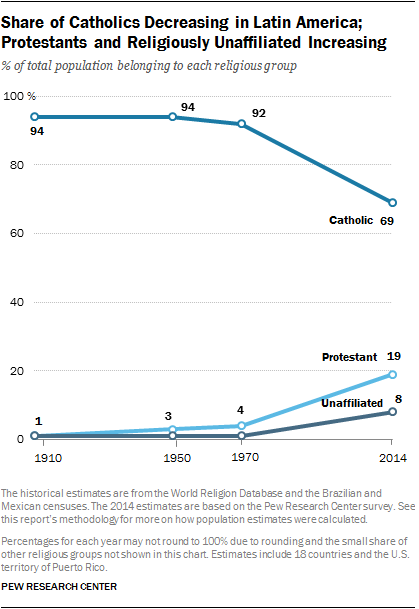 Share of Catholics Decreasing in Latin America;
Protestants and Religiously Unaffiliated Increasing
% of total population belonging to each religious group
100 %
94
94
92
80
Catholic 69
60
40
Protestant 19
20
Unaffiliated 8
1
3
4
0
1910 1950 1970 2014
The historical estimates are from the World Religion Database and the Brazilian and
Mexican censuses. The 2014 estimates are based on the Pew Research Center survey. See
this report's methodology for more on how population estimates were calculated.
Percentages for each year may not round to 100% due to rounding and the small share of
other religious groups not shown in this chart. Estimates include 18 countries and the U.S.
territory of Puerto Rico.
PEW RESEARCH CENTER